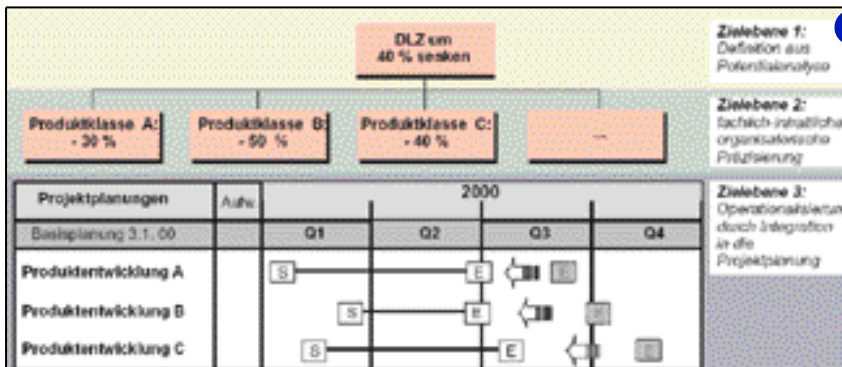 DLZ um
40 % senken
Zielebene 1:
Definition aus
Potentialanalyse
Produktklasse A:
- 30 %
Produktklasse B:
- 50 %
Produktklasse C:
- 40 %
...
Zielebene 2:
fachlich-inhaltliche
organisatorische
Präzisierung
Projektplanungen
Aufw.
2000
Zielebene 3:
Operationalisierun
durch Integration
in die
Projektplanung
Basisplanung 3.1.00
Q1
Q2
Q3
Q4
Produktentwicklung A
S
E
E
Produktentwicklung B
S
E
E
Produktentwicklung C
S
E
E